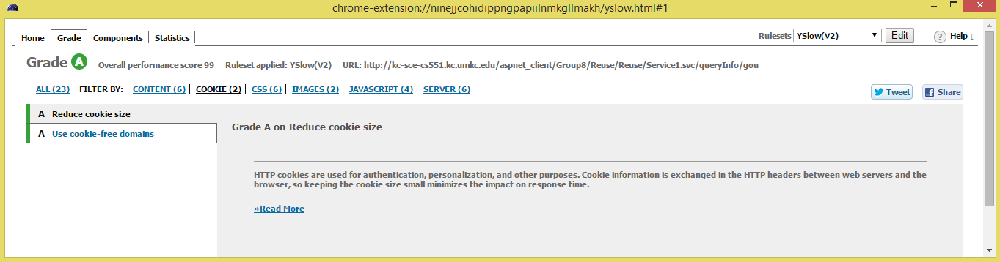 chrome-extension://ninejjcohidippngpapiilnmkgllmakh/yslow.html#1
Home Grade Components Statistics Rulesets YSlow(V2) Edit ? Help ↓
Grade A Overall performance score 99 Ruleset applied: YSlow(V2) URL: http://kc-sce-cs551.kc.umkc.edu/aspnet_client/Group8/Reuse/Reuse/Service1.svc/queryInfo/gou
ALL (23) FILTER BY: CONTENT (6) COOKIE (2) CSS (6) IMAGES (2) JAVASCRIPT (4) SERVER (6)
Tweet Share
A Reduce cookie size
A Use cookie-free domains
Grade A on Reduce cookie size
HTTP cookies are used for authentication, personalization, and other purposes. Cookie information is exchanged in the HTTP headers between web servers and the
browser, so keeping the cookie size small minimizes the impact on response time.
»Read More